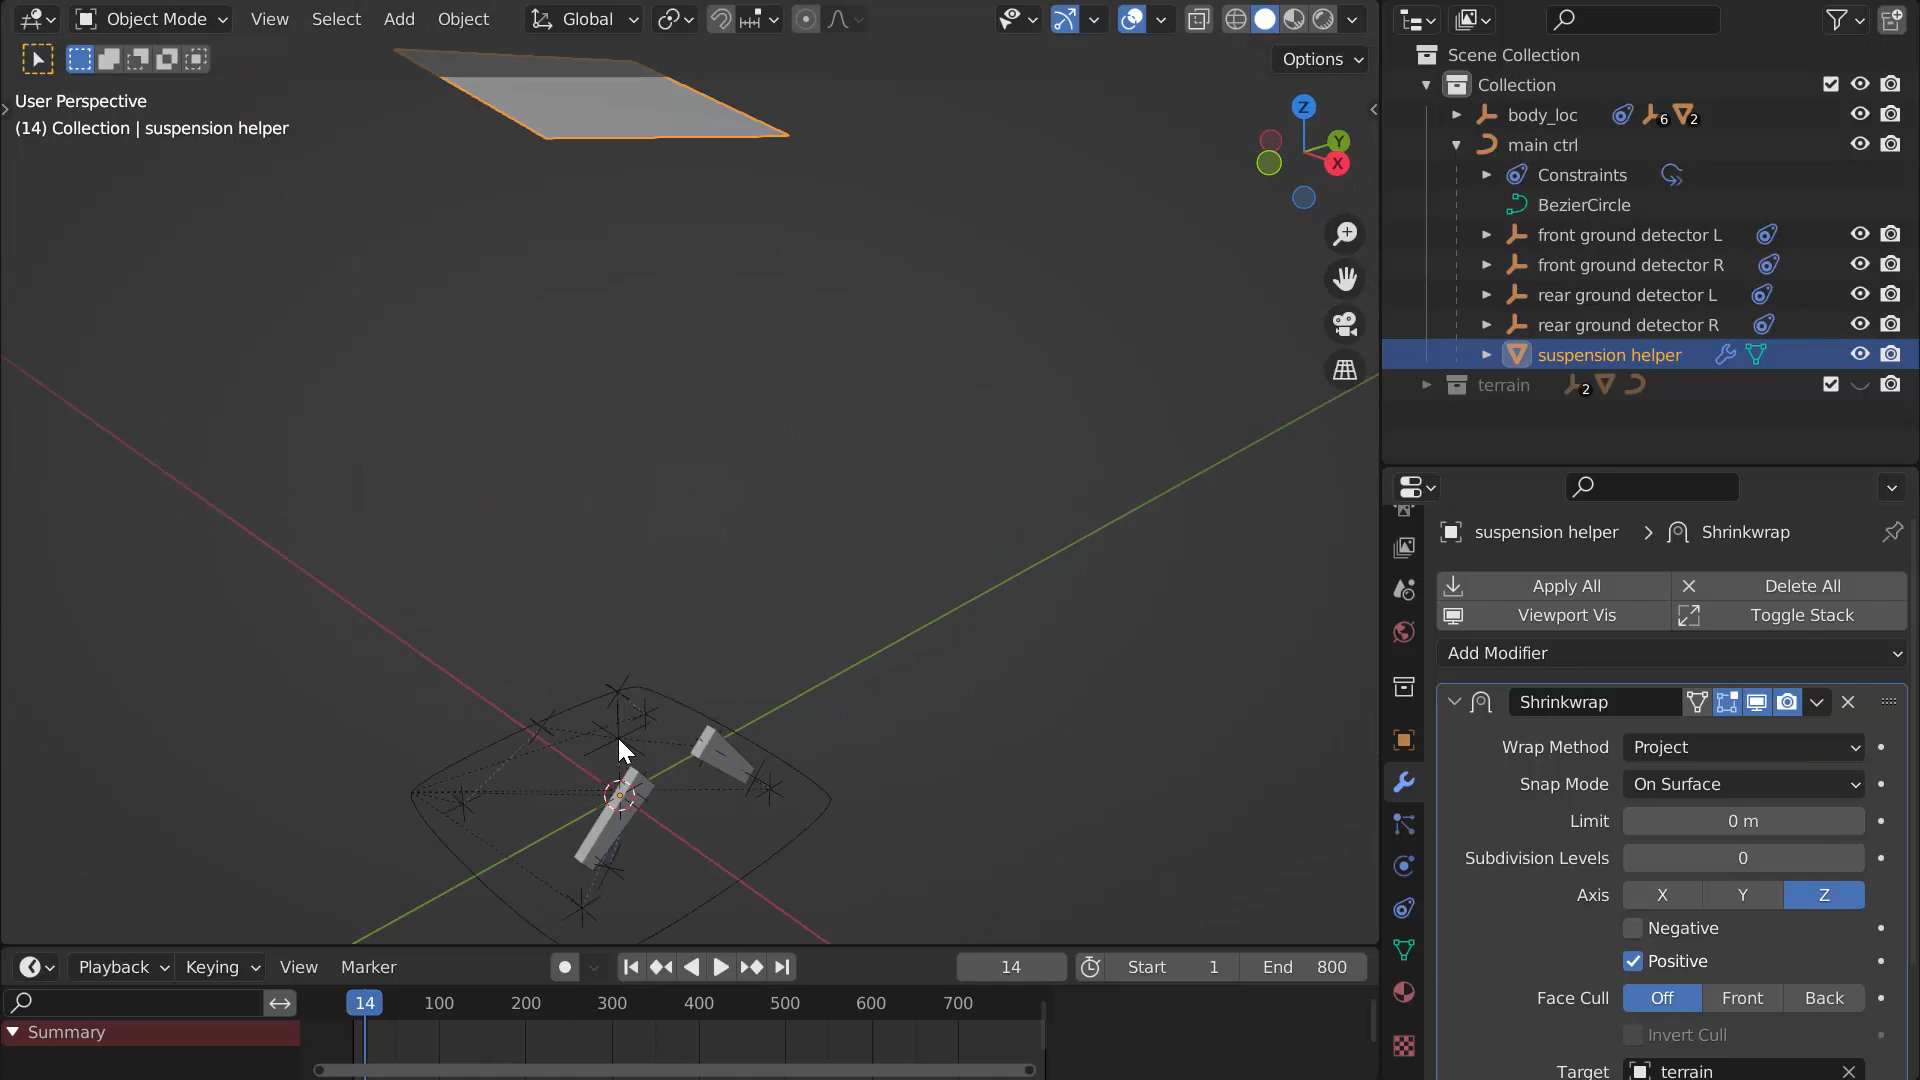 Object Mode View Select Add Object Global
Options
User Perspective
(14) Collection | suspension helper
Z
Y
X
Scene Collection
Collection
body_loc 6 2
main ctrl
Constraints
BezierCircle
front ground detector L
front ground detector R
rear ground detector L
rear ground detector R
suspension helper
terrain 2
suspension helper Shrinkwrap
Apply All Delete All
Viewport Vis Toggle Stack
Add Modifier
Shrinkwrap
Wrap Method Project
Snap Mode On Surface
Limit 0 m
Subdivision Levels 0
Axis X Y Z
Negative
Positive
Face Cull Off Front Back
Invert Cull
Target terrain
Playback Keying View Marker 14 Start 1 End 800
14 100 200 300 400 500 600 700
Summary